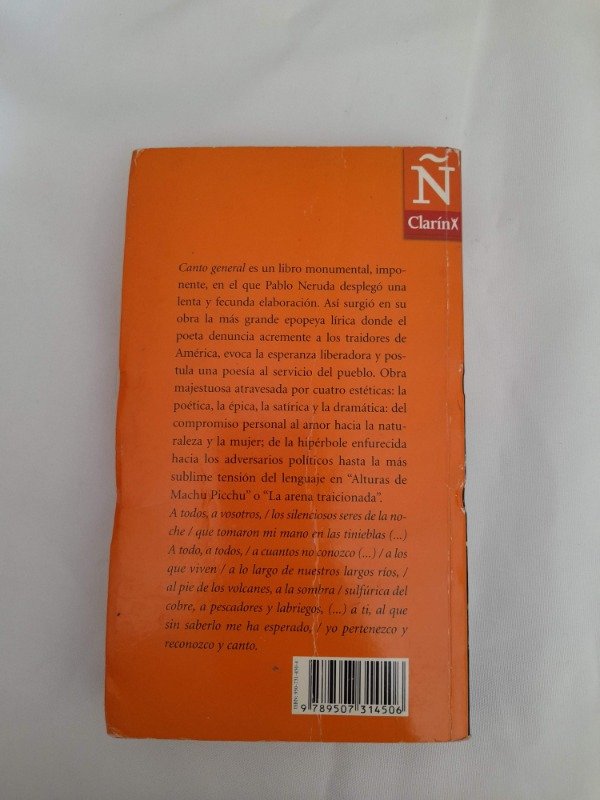 Ñ
Clarín
Canto general es un libro monumental, impo-
nente, en el que Pablo Neruda desplegó una
lenta y fecunda elaboración. Así surgió en su
obra la más grande epopeya lírica donde el
poeta denuncia acremente a los traidores de
América, evoca la esperanza liberadora y pos-
tula una poesía al servicio del pueblo. Obra
majestuosa atravesada por cuatro estéticas: la
poética, la épica, la satírica y la dramática: del
compromiso personal al amor hacia la natu-
raleza y la mujer; de la hipérbole enfurecida
hacia los adversarios políticos hasta la más
sublime tensión del lenguaje en “Alturas de
Machu Picchu” o “La arena traicionada”.
A todos, a vosotros, / los silenciosos seres de la no-
che / que tomaron mi mano en las tinieblas (...)
A todo, a todos, / a cuantos no conozco (...) / a los
que viven / a lo largo de nuestros largos ríos, /
al pie de los volcanes, a la sombra / sulfúrica del
cobre, a pescadores y labriegos, (...) a ti, al que
sin saberlo me ha esperado, / yo pertenezco y
reconozco y canto.
9 789507 314506